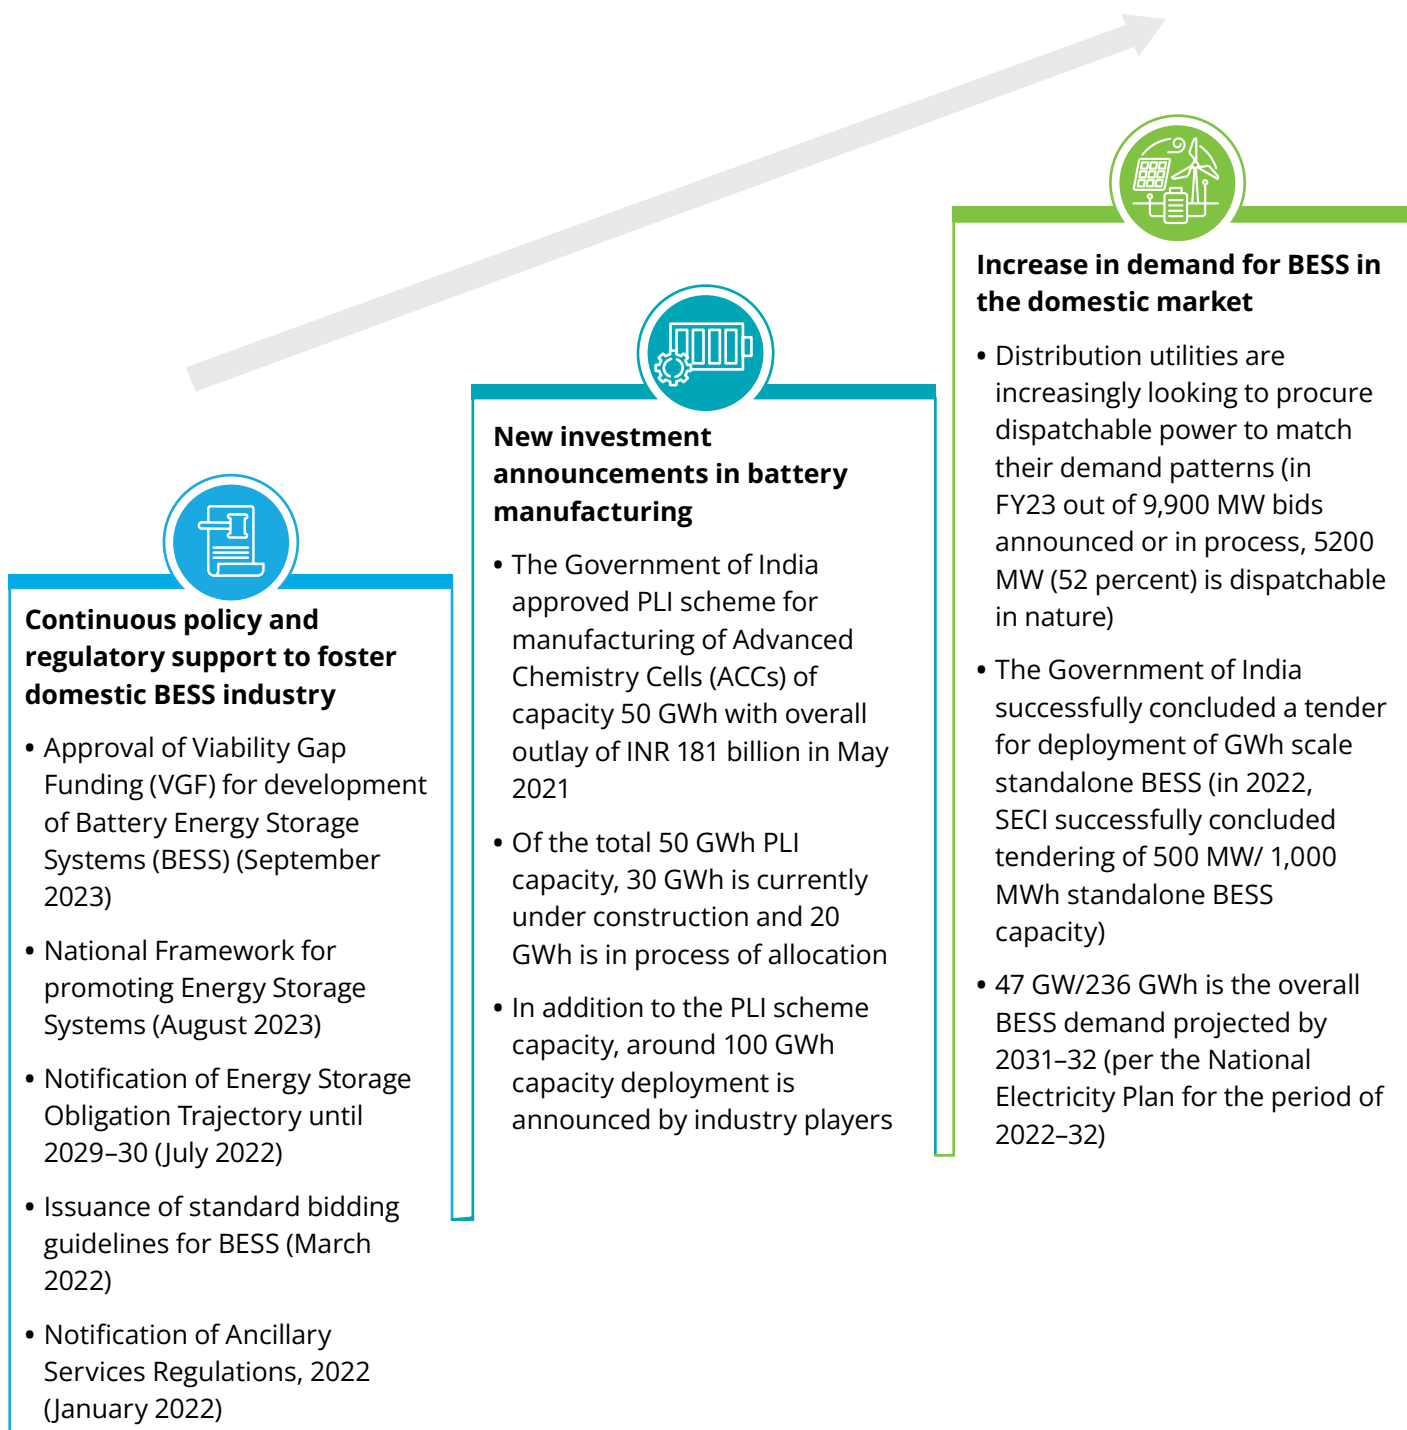 Continuous policy and
regulatory support to foster
domestic BESS industry
• Approval of Viability Gap
Funding (VGF) for development
of Battery Energy Storage
Systems (BESS) (September
2023)
• National Framework for
promoting Energy Storage
Systems (August 2023)
• Notification of Energy Storage
Obligation Trajectory until
2029–30 (July 2022)
• Issuance of standard bidding
guidelines for BESS (March
2022)
• Notification of Ancillary
Services Regulations, 2022
(January 2022)
New investment
announcements in battery
manufacturing
• The Government of India
approved PLI scheme for
manufacturing of Advanced
Chemistry Cells (ACCs) of
capacity 50 GWh with overall
outlay of INR 181 billion in May
2021
• Of the total 50 GWh PLI
capacity, 30 GWh is currently
under construction and 20
GWh is in process of allocation
• In addition to the PLI scheme
capacity, around 100 GWh
capacity deployment is
announced by industry players
Increase in demand for BESS in
the domestic market
• Distribution utilities are
increasingly looking to procure
dispatchable power to match
their demand patterns (in
FY23 out of 9,900 MW bids
announced or in process, 5200
MW (52 percent) is dispatchable
in nature)
• The Government of India
successfully concluded a tender
for deployment of GWh scale
standalone BESS (in 2022,
SECI successfully concluded
tendering of 500 MW/ 1,000
MWh standalone BESS
capacity)
• 47 GW/236 GWh is the overall
BESS demand projected by
2031–32 (per the National
Electricity Plan for the period of
2022–32)